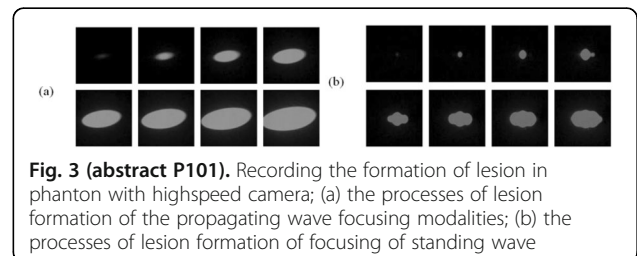 (a)
(b)
Fig. 3 (abstract P101). Recording the formation of lesion in
phanton with highspeed camera; (a) the processes of lesion
formation of the propagating wave focusing modalities; (b) the
processes of lesion formation of focusing of standing wave